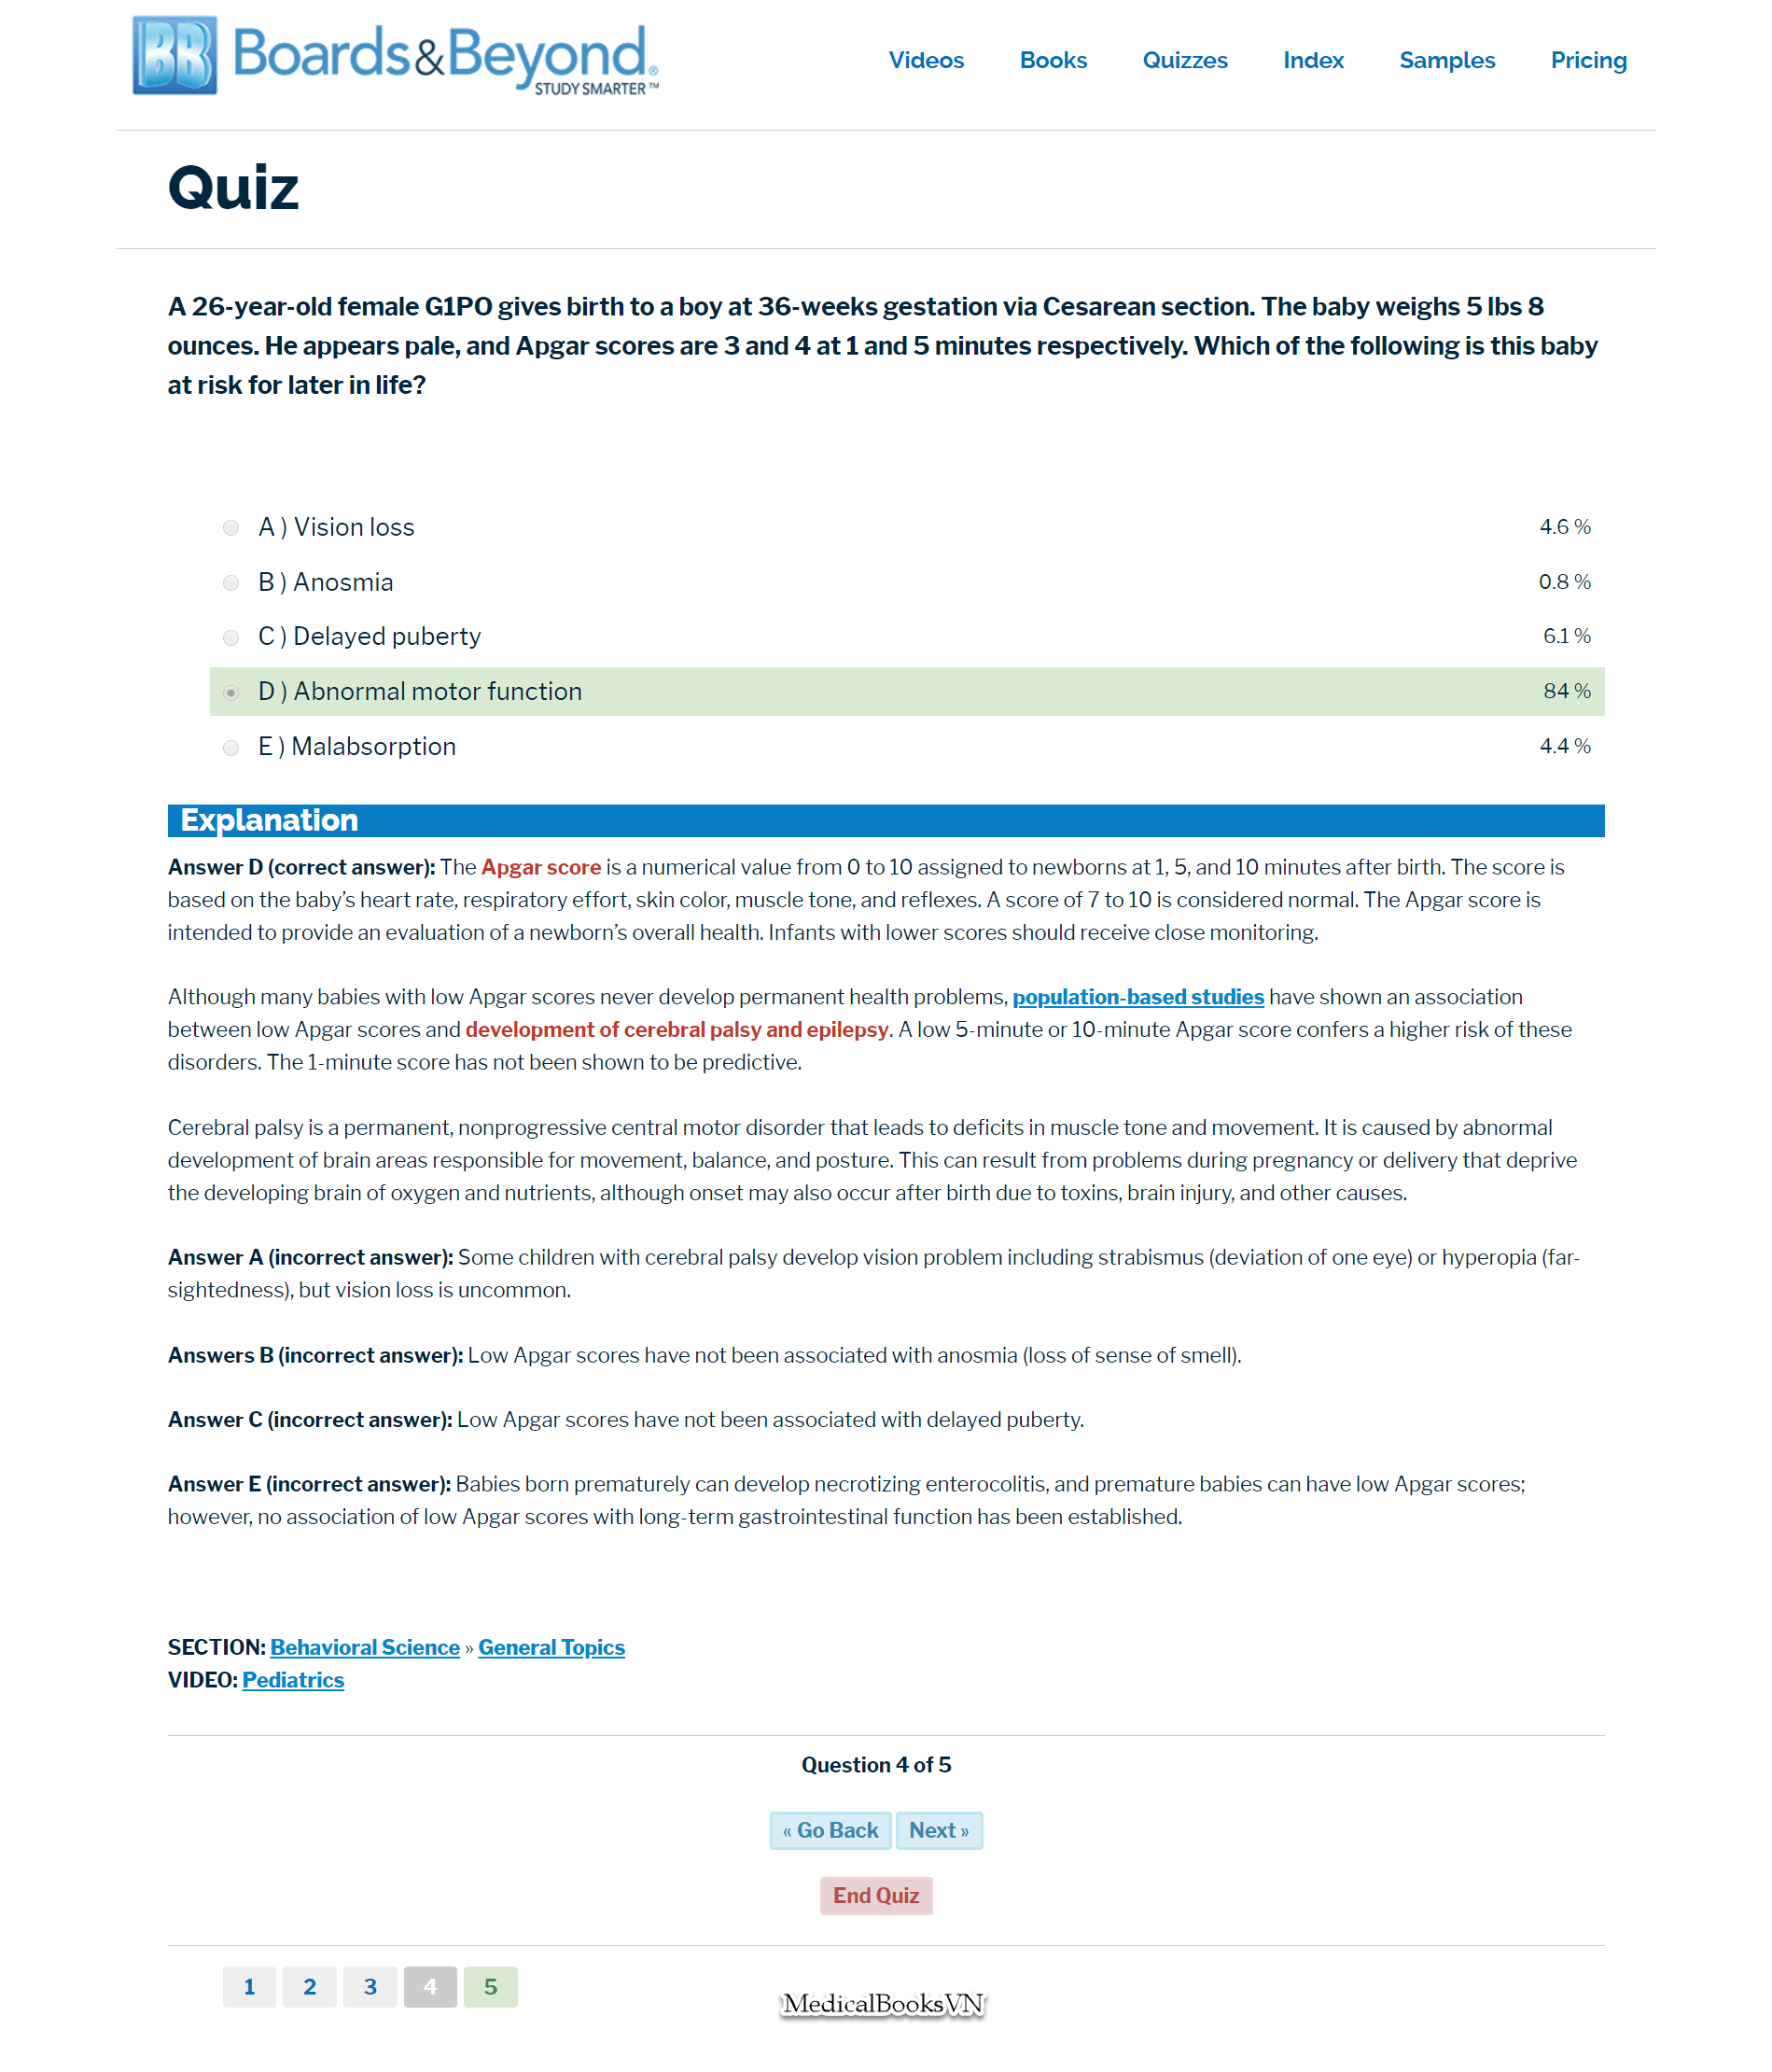 BB Boards&Beyond®
STUDY SMARTER™
Videos Books Quizzes Index Samples Pricing
Quiz
A 26-year-old female G1PO gives birth to a boy at 36-weeks gestation via Cesarean section. The baby weighs 5 lbs 8
ounces. He appears pale, and Apgar scores are 3 and 4 at 1 and 5 minutes respectively. Which of the following is this baby
at risk for later in life?
A ) Vision loss 4.6 %
B ) Anosmia 0.8 %
C ) Delayed puberty 6.1 %
D ) Abnormal motor function 84 %
E ) Malabsorption 4.4 %
Explanation
Answer D (correct answer): The Apgar score is a numerical value from 0 to 10 assigned to newborns at 1, 5, and 10 minutes after birth. The score is
based on the baby’s heart rate, respiratory effort, skin color, muscle tone, and reflexes. A score of 7 to 10 is considered normal. The Apgar score is
intended to provide an evaluation of a newborn’s overall health. Infants with lower scores should receive close monitoring.
Although many babies with low Apgar scores never develop permanent health problems, population-based studies have shown an association
between low Apgar scores and development of cerebral palsy and epilepsy. A low 5-minute or 10-minute Apgar score confers a higher risk of these
disorders. The 1-minute score has not been shown to be predictive.
Cerebral palsy is a permanent, nonprogressive central motor disorder that leads to deficits in muscle tone and movement. It is caused by abnormal
development of brain areas responsible for movement, balance, and posture. This can result from problems during pregnancy or delivery that deprive
the developing brain of oxygen and nutrients, although onset may also occur after birth due to toxins, brain injury, and other causes.
Answer A (incorrect answer): Some children with cerebral palsy develop vision problem including strabismus (deviation of one eye) or hyperopia (far-
sightedness), but vision loss is uncommon.
Answers B (incorrect answer): Low Apgar scores have not been associated with anosmia (loss of sense of smell).
Answer C (incorrect answer): Low Apgar scores have not been associated with delayed puberty.
Answer E (incorrect answer): Babies born prematurely can develop necrotizing enterocolitis, and premature babies can have low Apgar scores;
however, no association of low Apgar scores with long-term gastrointestinal function has been established.
SECTION: Behavioral Science » General Topics
VIDEO: Pediatrics
Question 4 of 5
« Go Back Next »
End Quiz
1 2 3 4 5
MedicalBooksVN